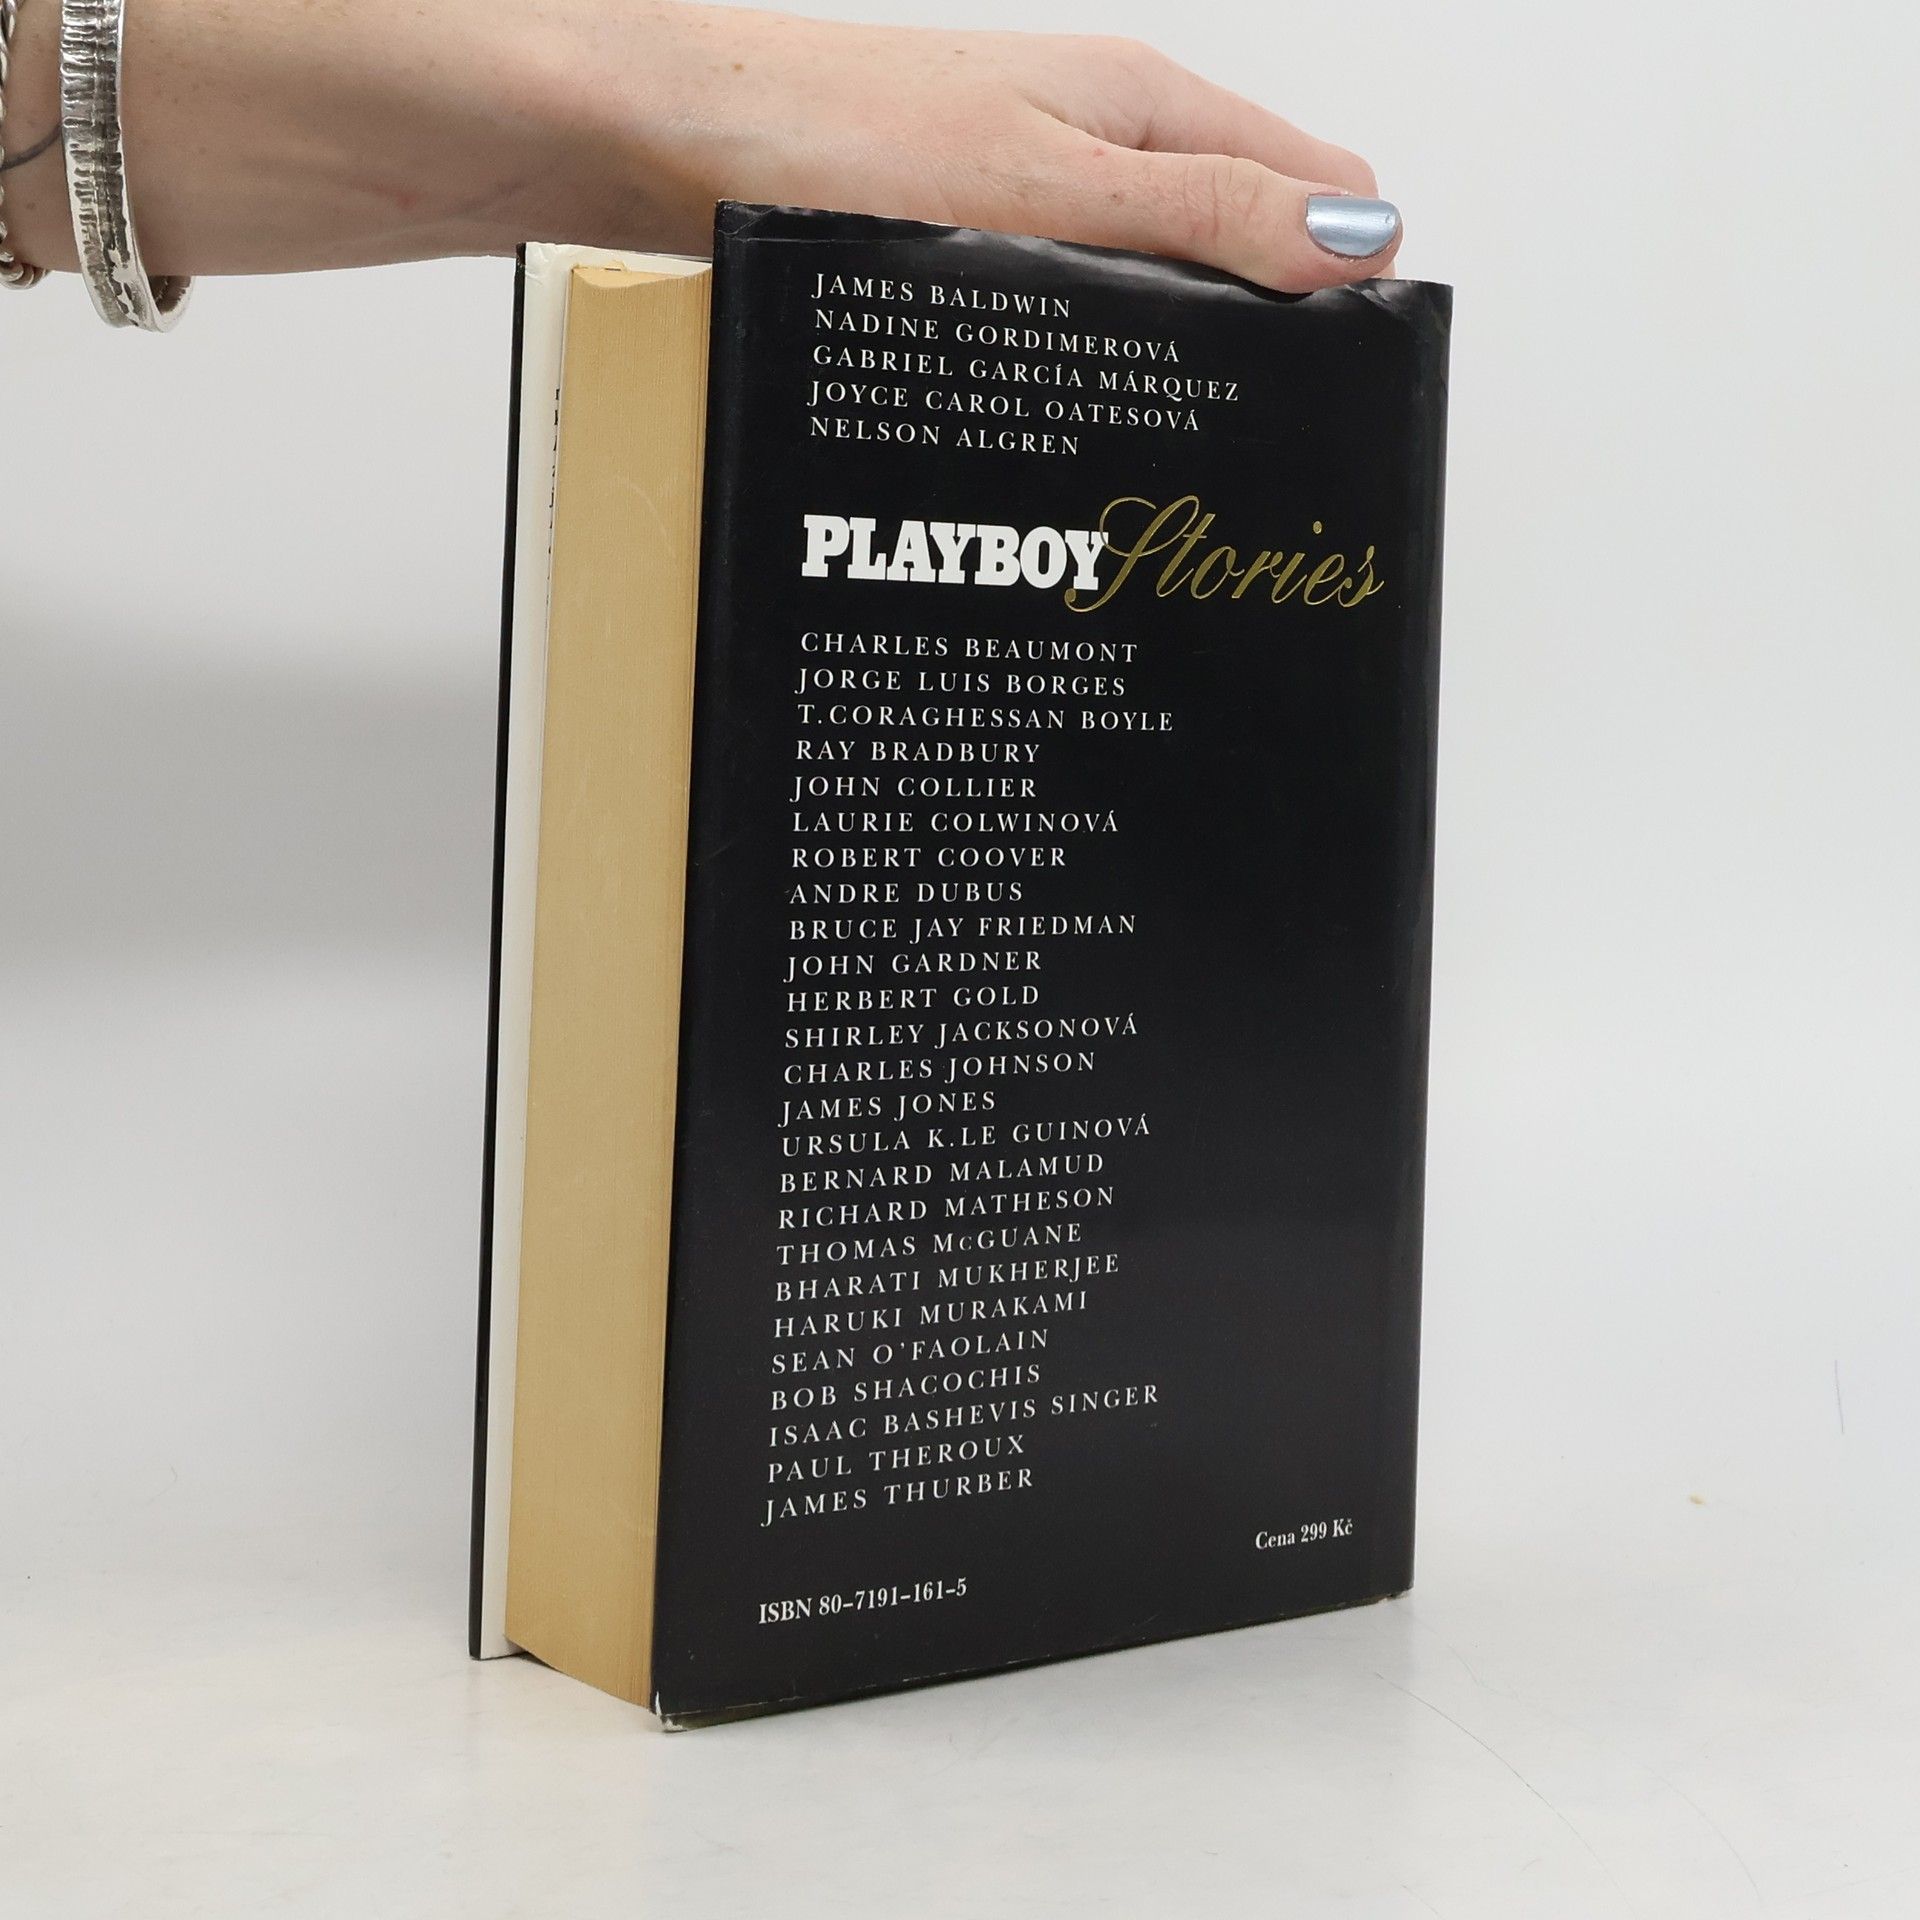 JAMES BALDWIN
NADINE GORDIMEROVÁ
GABRIEL GARCÍA MÁRQUEZ
JOYCE CAROL OATESOVÁ
NELSON ALGREN
PLAYBOY Stories
CHARLES BEAUMONT
JORGE LUIS BORGES
T.CORAGHESSAN BOYLE
RAY BRADBURY
JOHN COLLIER
LAURIE COLWINOVÁ
ROBERT COOVER
ANDRE DUBUS
BRUCE JAY FRIEDMAN
JOHN GARDNER
HERBERT GOLD
SHIRLEY JACKSONOVÁ
CHARLES JOHNSON
JAMES JONES
URSULA K.LE GUINOVÁ
BERNARD MALAMUD
RICHARD MATHESON
THOMAS McGUANE
BHARATI MUKHERJEE
HARUKI MURAKAMI
SEAN O'FAOLAIN
BOB SHACOCHIS
ISAAC BASHEVIS SINGER
PAUL THEROUX
JAMES THURBER
Cena 299 Kč
ISBN 80-7191-161-5